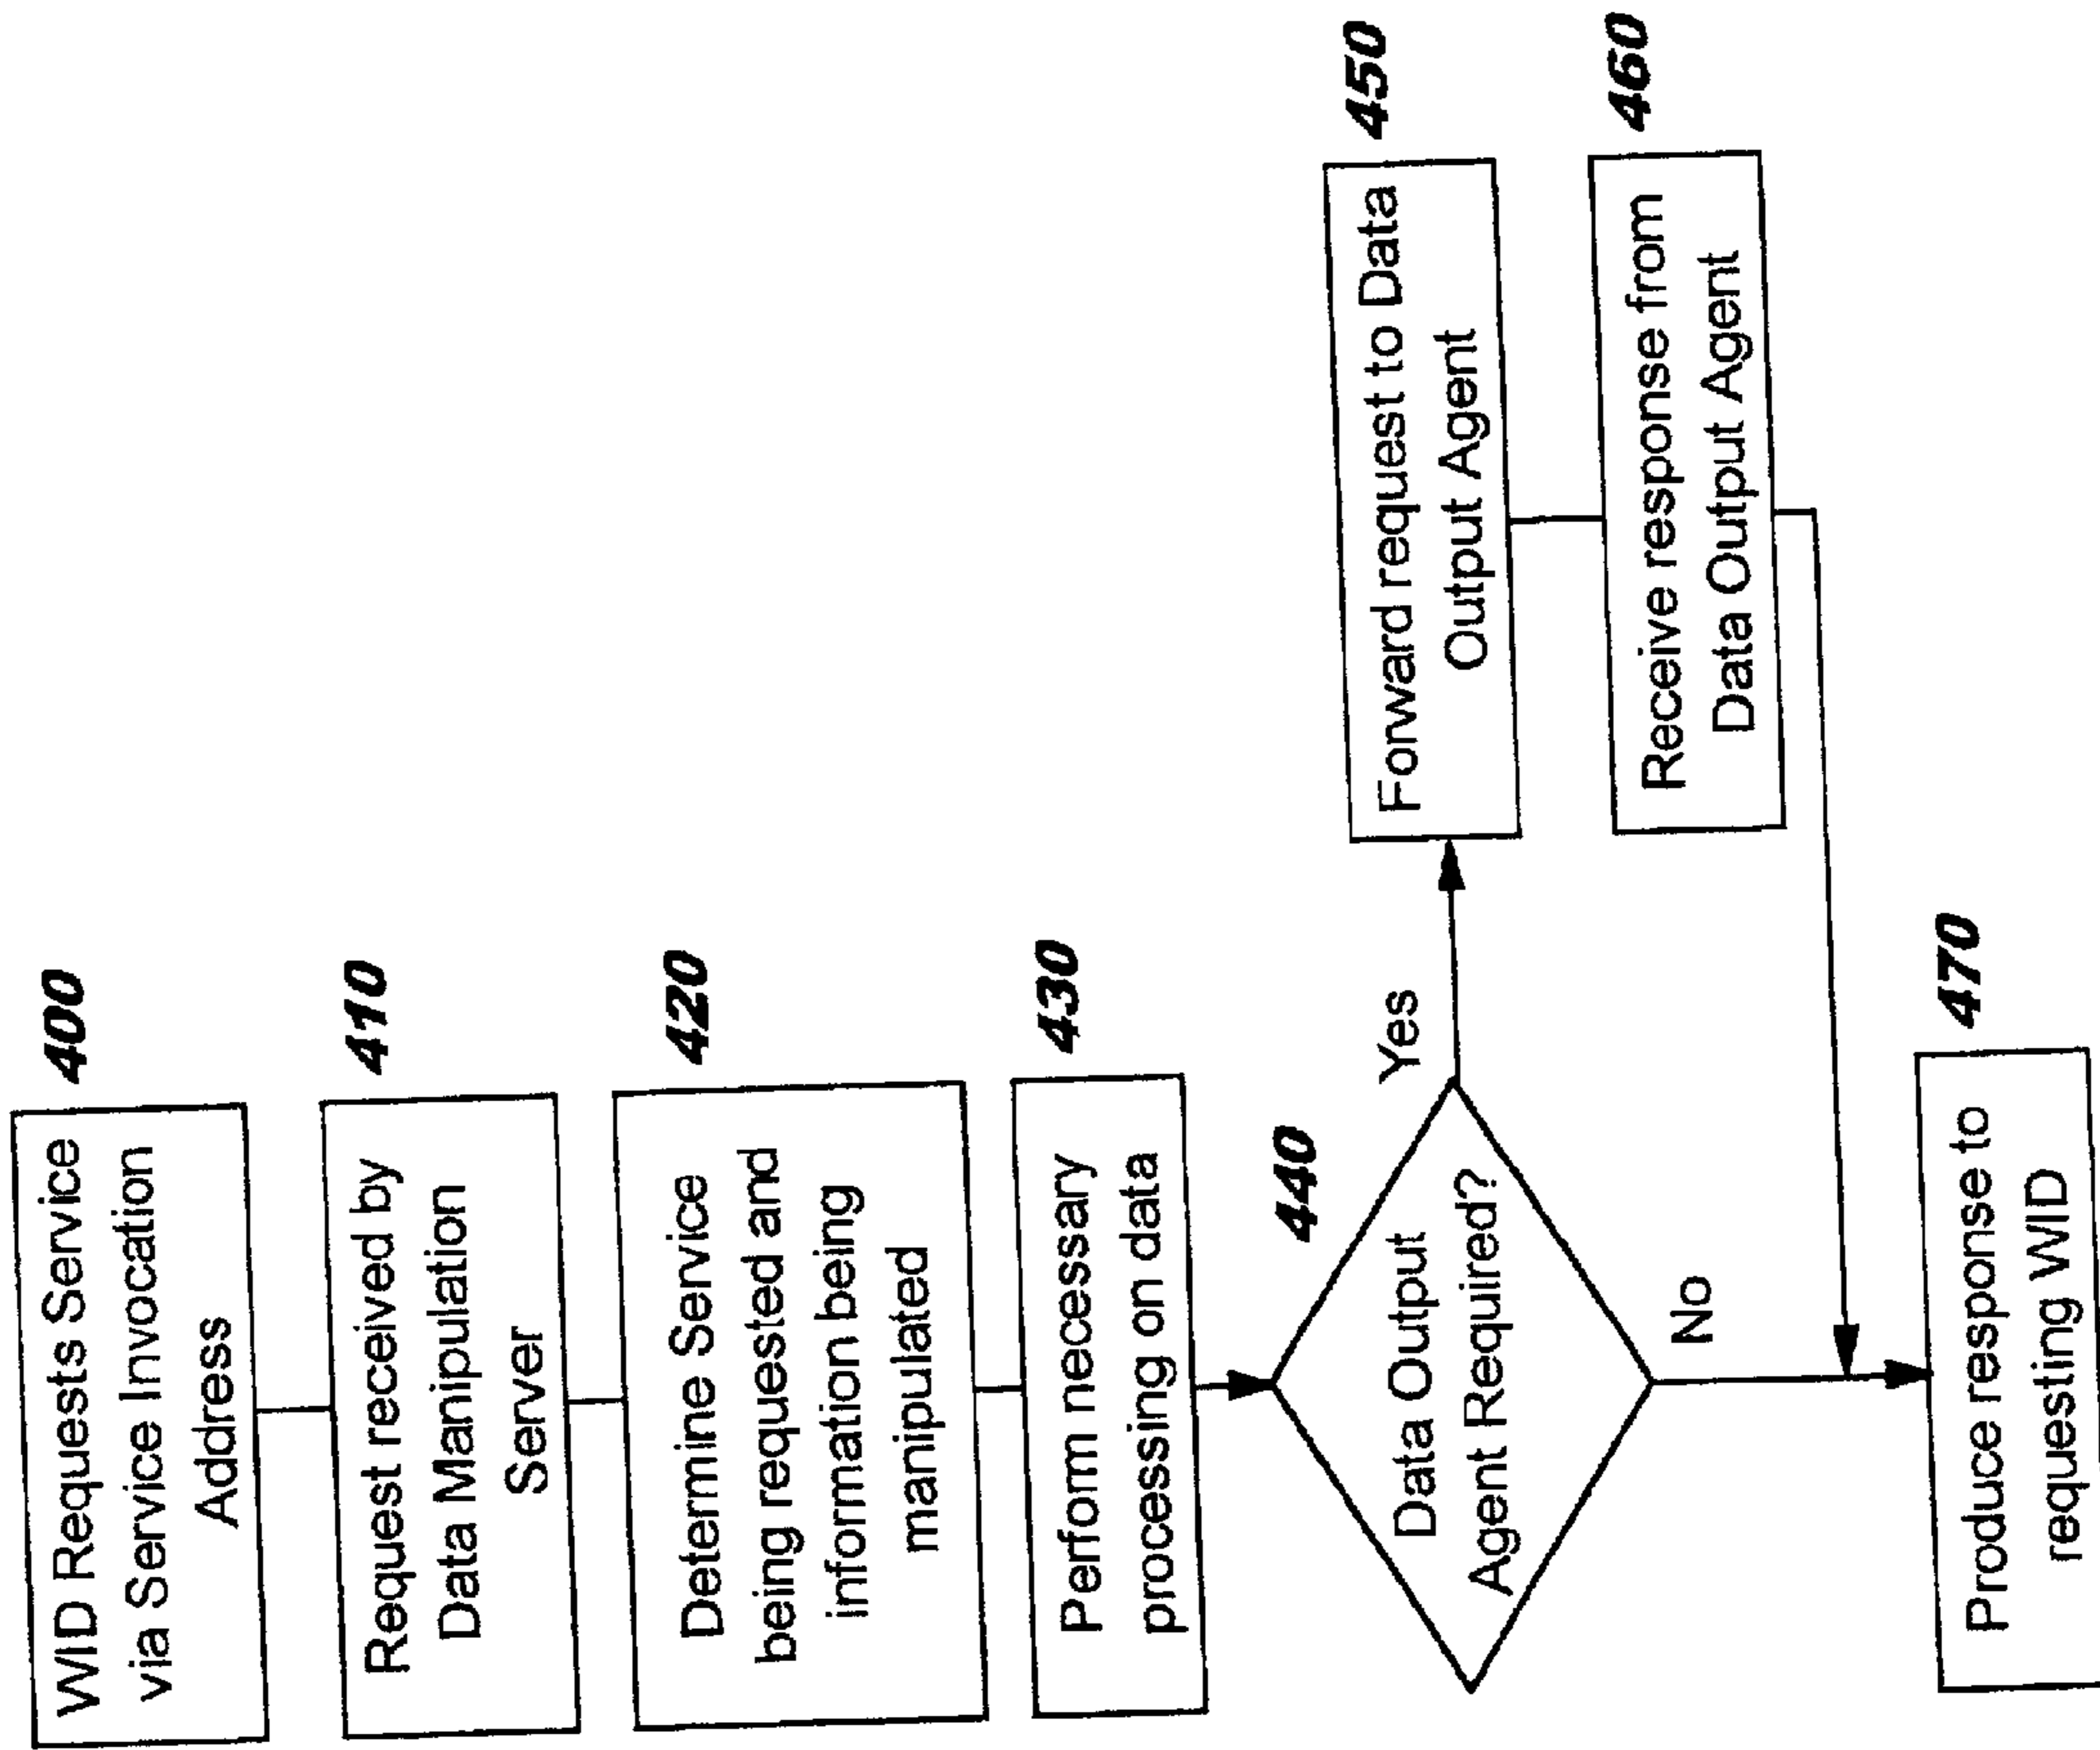 WID Requests Service
via Service Invocation
Address
400
Request received by
Data Manipulation
Server
410
Determine Service
being requested and
information being
manipulated
420
Perform necessary
processing on data
430
Data Output
Agent Required?
440
Yes
Forward request to Data
Output Agent
450
Receive response from
Data Output Agent
460
No
Produce response to
requesting WID
470